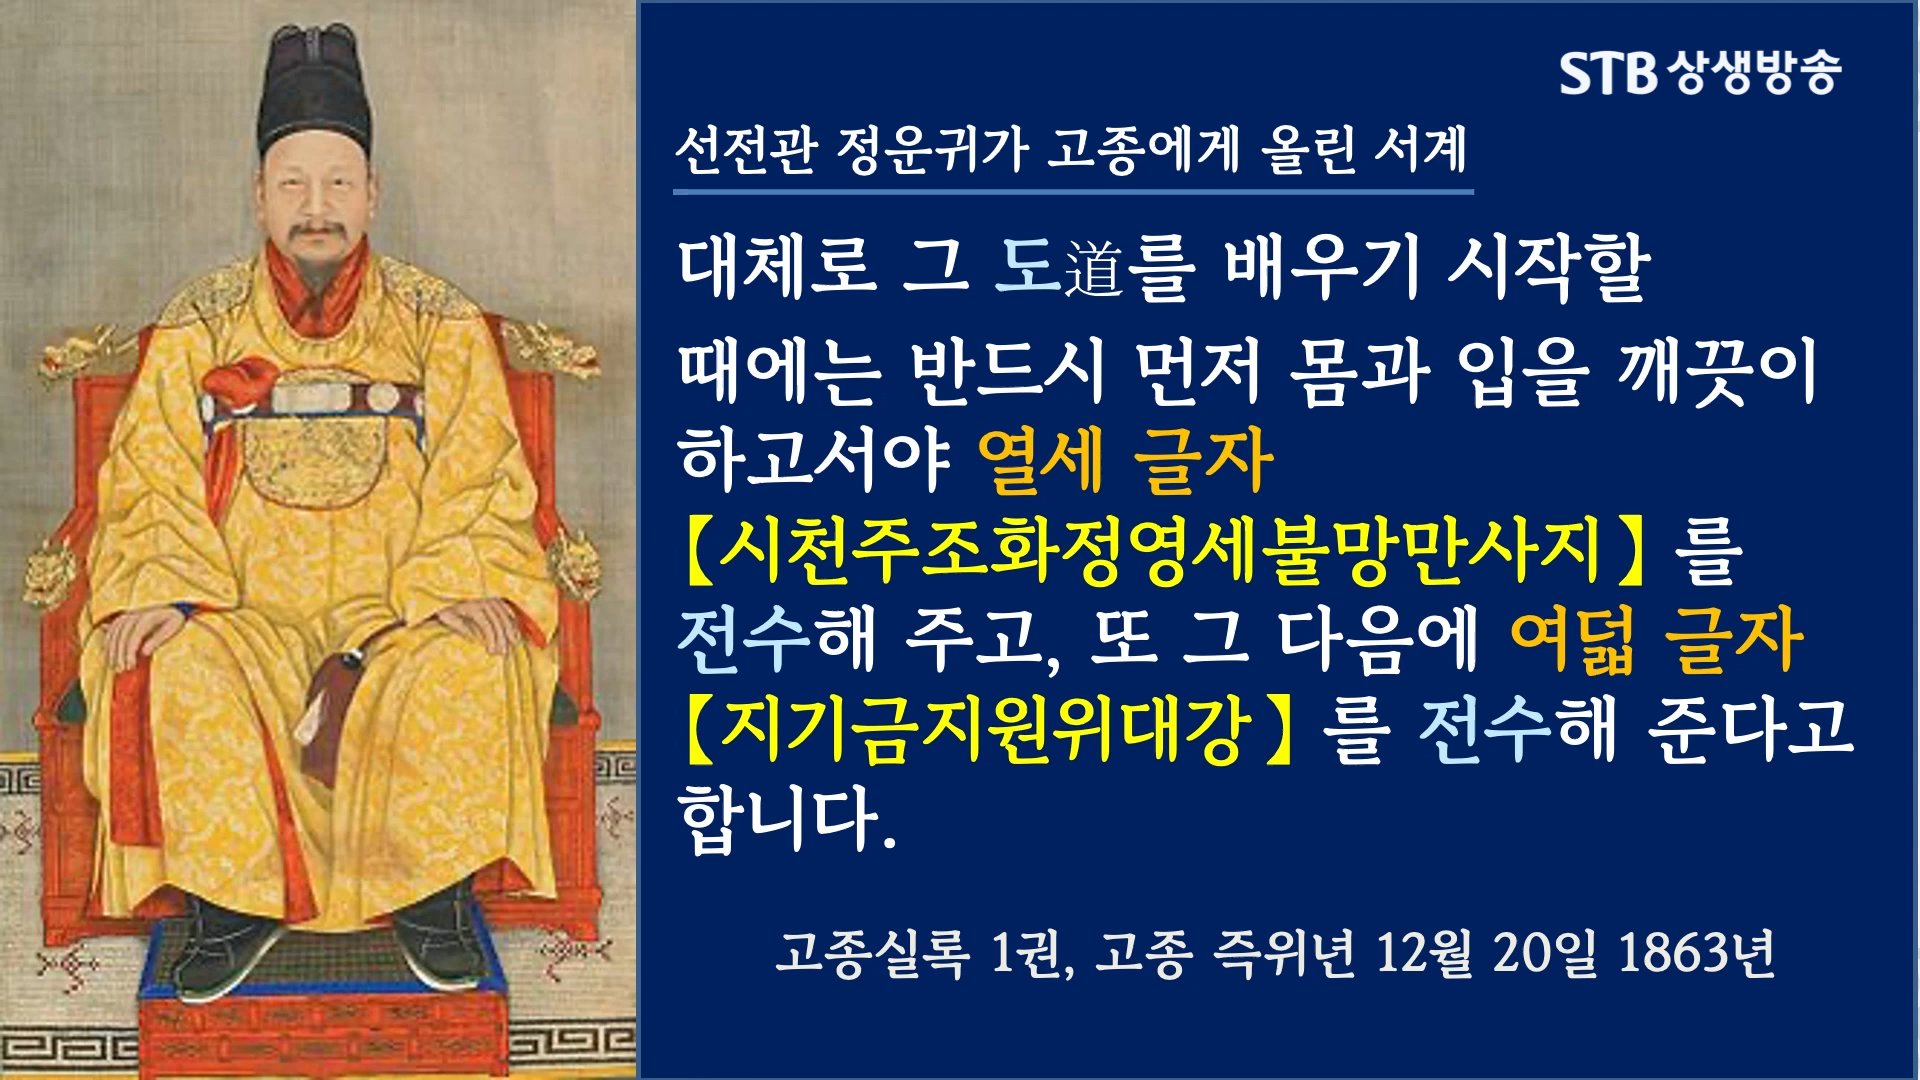 STB상생방송
선전관 정운귀가 고종에게 올린 서계
대체로 그 도道를 배우기 시작할
때에는 반드시 먼저 몸과 입을 깨끗이
하고서야 열세 글자
【시천주조화정영세불망만사지】를
전수해 주고, 또 그 다음에 여덟 글자
【지기금지원위대강】를 전수해 준다고
합니다.
고종실록 1권, 고종 즉위년 12월 20일 1863년